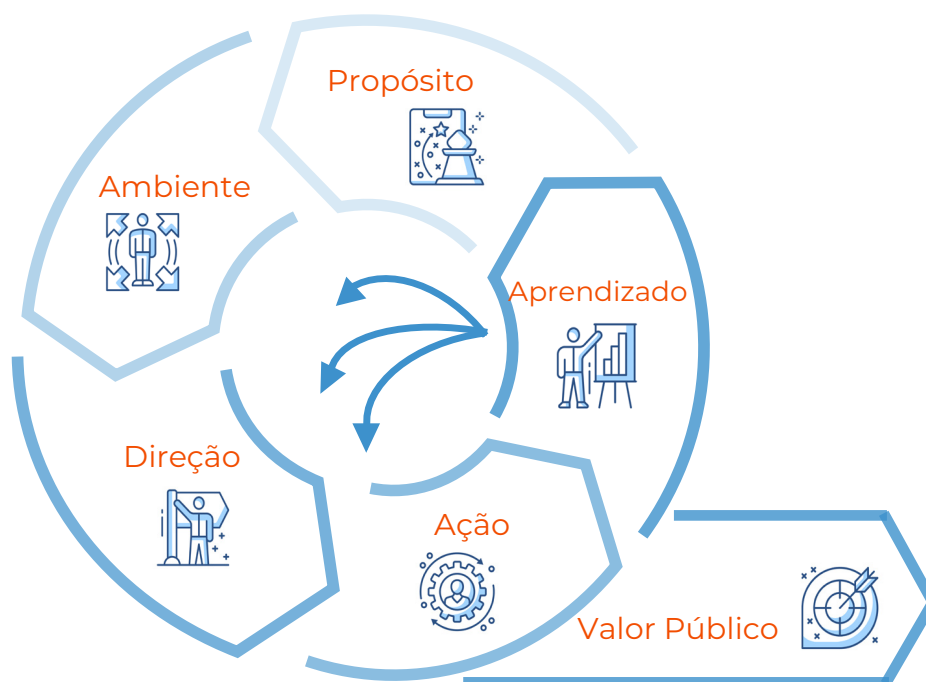 Propósito
Ambiente
Aprendizado
Direção
Ação
Valor Público